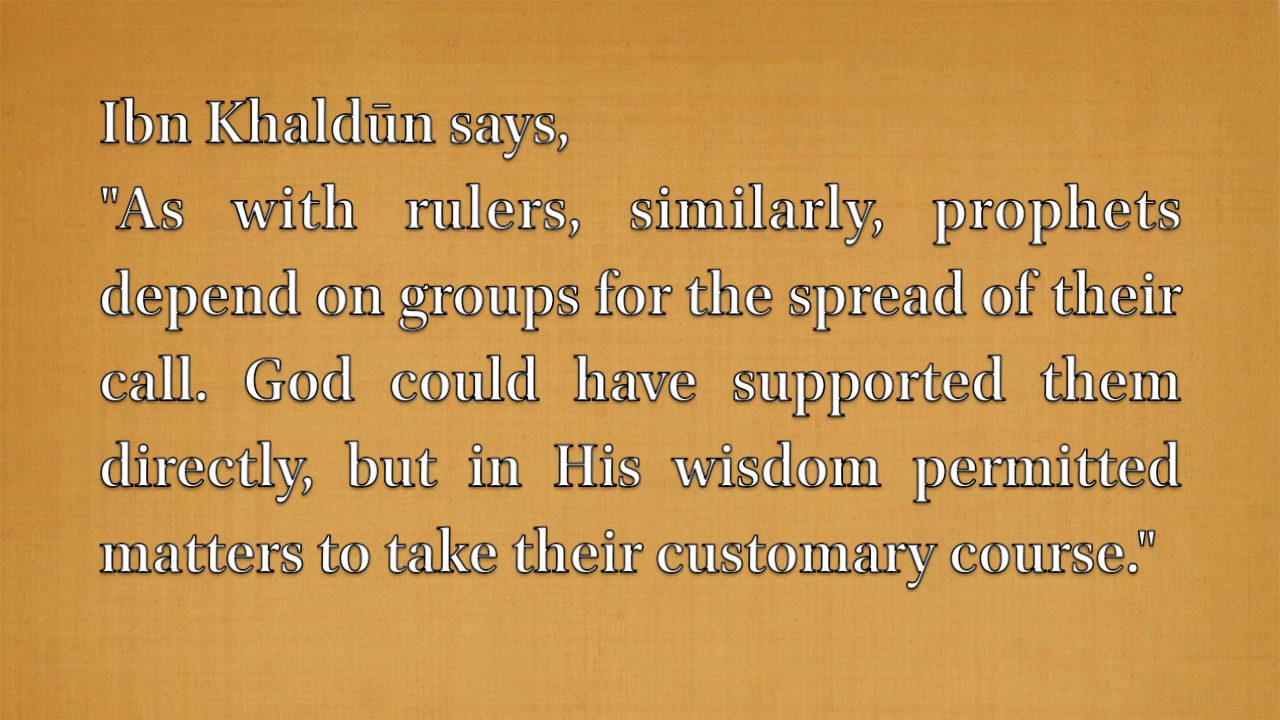 Ibn Khaldūn says,
"As with rulers, similarly, prophets
depend on groups for the spread of their
call. God could have supported them
directly, but in His wisdom permitted
matters to take their customary course."